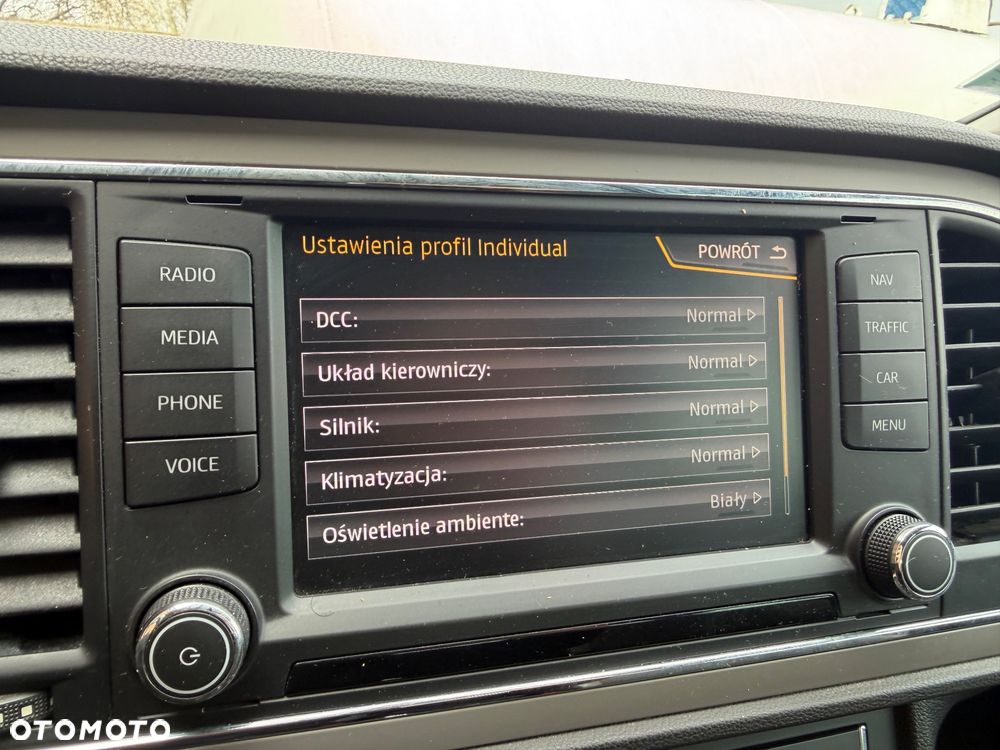 Ustawienia profil Individual
POWRÓT
DCC: Normal
Układ kierowniczy: Normal
Silnik: Normal
Klimatyzacja: Normal
Oświetlenie ambiente: Biały
RADIO
MEDIA
PHONE
VOICE
NAV
TRAFFIC
CAR
MENU
OTOMOTO